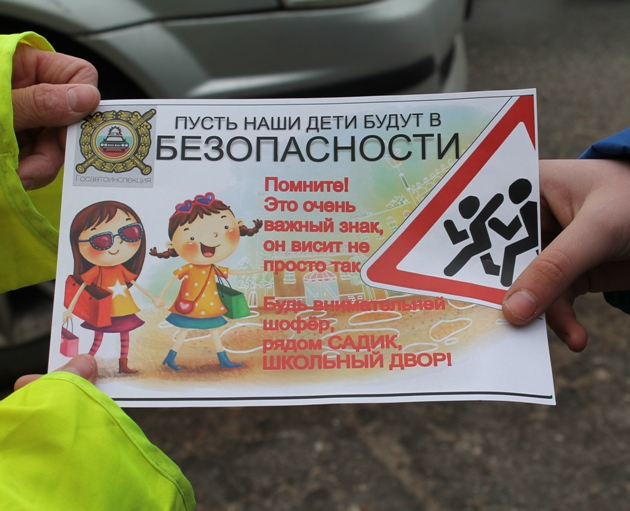 ПУСТЬ НАШИ ДЕТИ БУДУТ В
БЕЗОПАСНОСТИ
Госавтоинспекция
Помните!
Это очень
важный знак,
он висит не
просто так
Будь внимательней
шофёр,
рядом САДИК,
ШКОЛЬНЫЙ ДВОР!